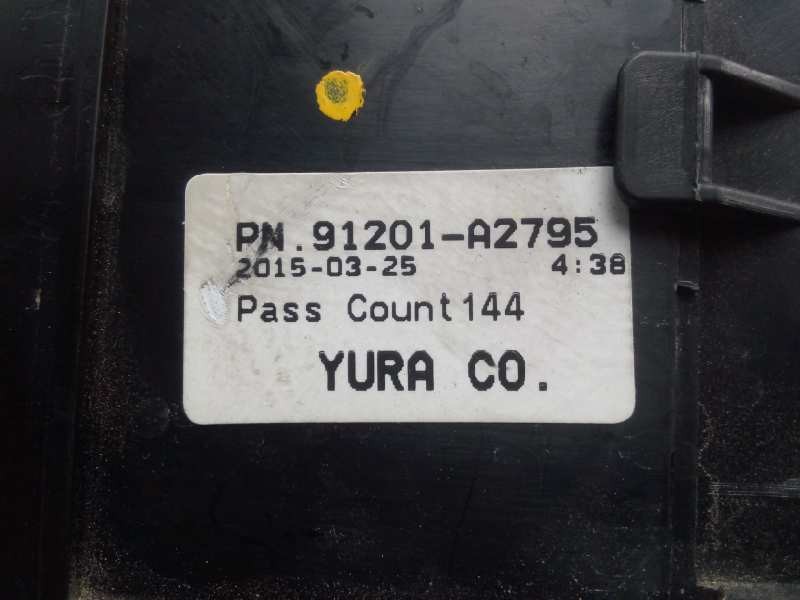 PN.91201-A2795
2015-03-25 4:38
Pass Count144
YURA CO.